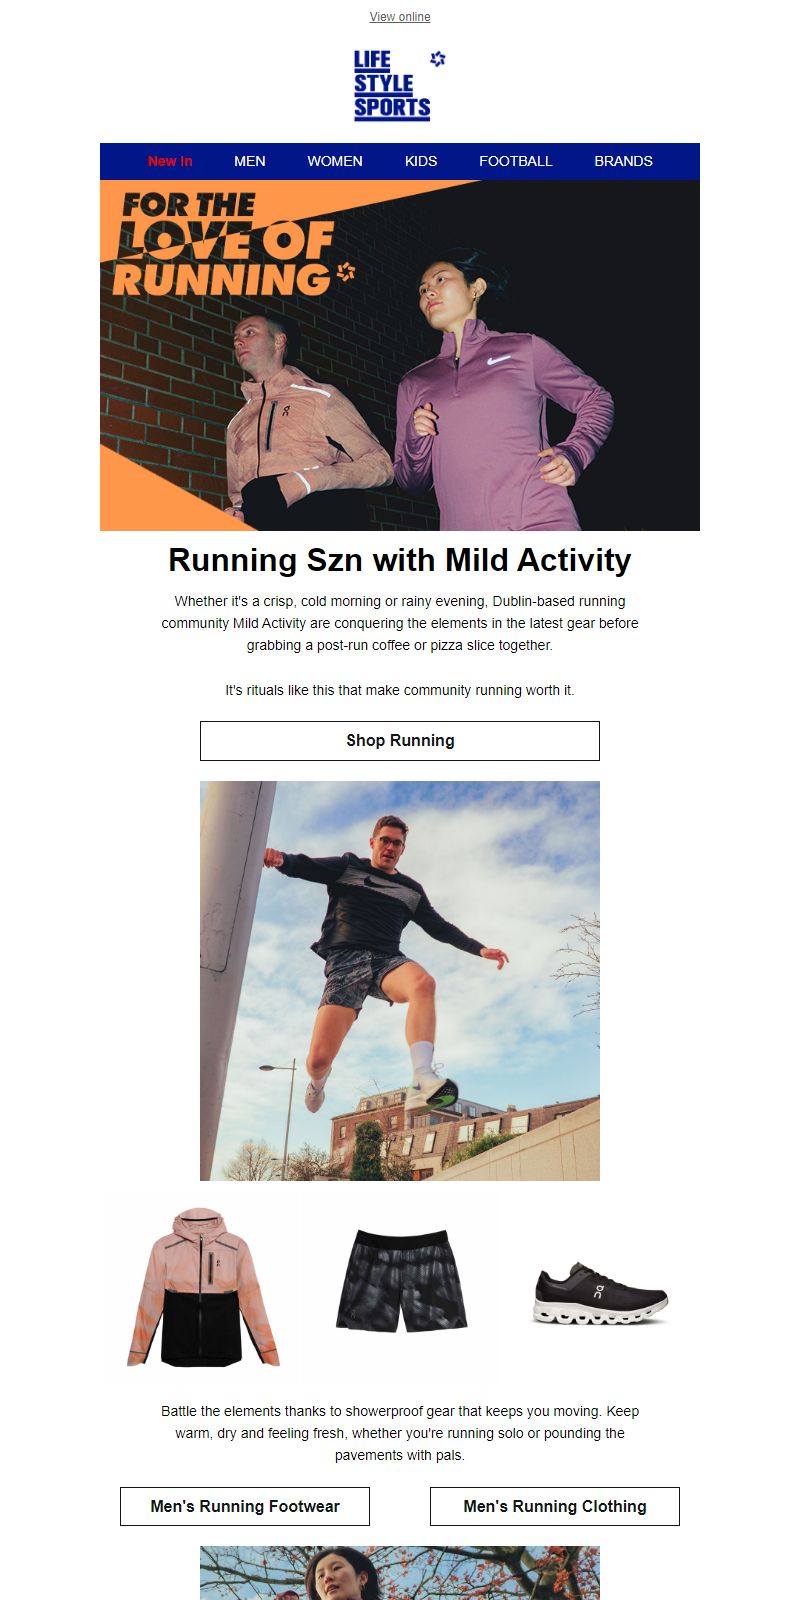 View online
LIFE
STYLE
SPORTS
New In MEN WOMEN KIDS FOOTBALL BRANDS
FOR THE
LOVE OF
RUNNING
Running Szn with Mild Activity
Whether it's a crisp, cold morning or rainy evening, Dublin-based running
community Mild Activity are conquering the elements in the latest gear before
grabbing a post-run coffee or pizza slice together.
It's rituals like this that make community running worth it.
Shop Running
Battle the elements thanks to showerproof gear that keeps you moving. Keep
warm, dry and feeling fresh, whether you're running solo or pounding the
pavements with pals.
Men's Running Footwear
Men's Running Clothing